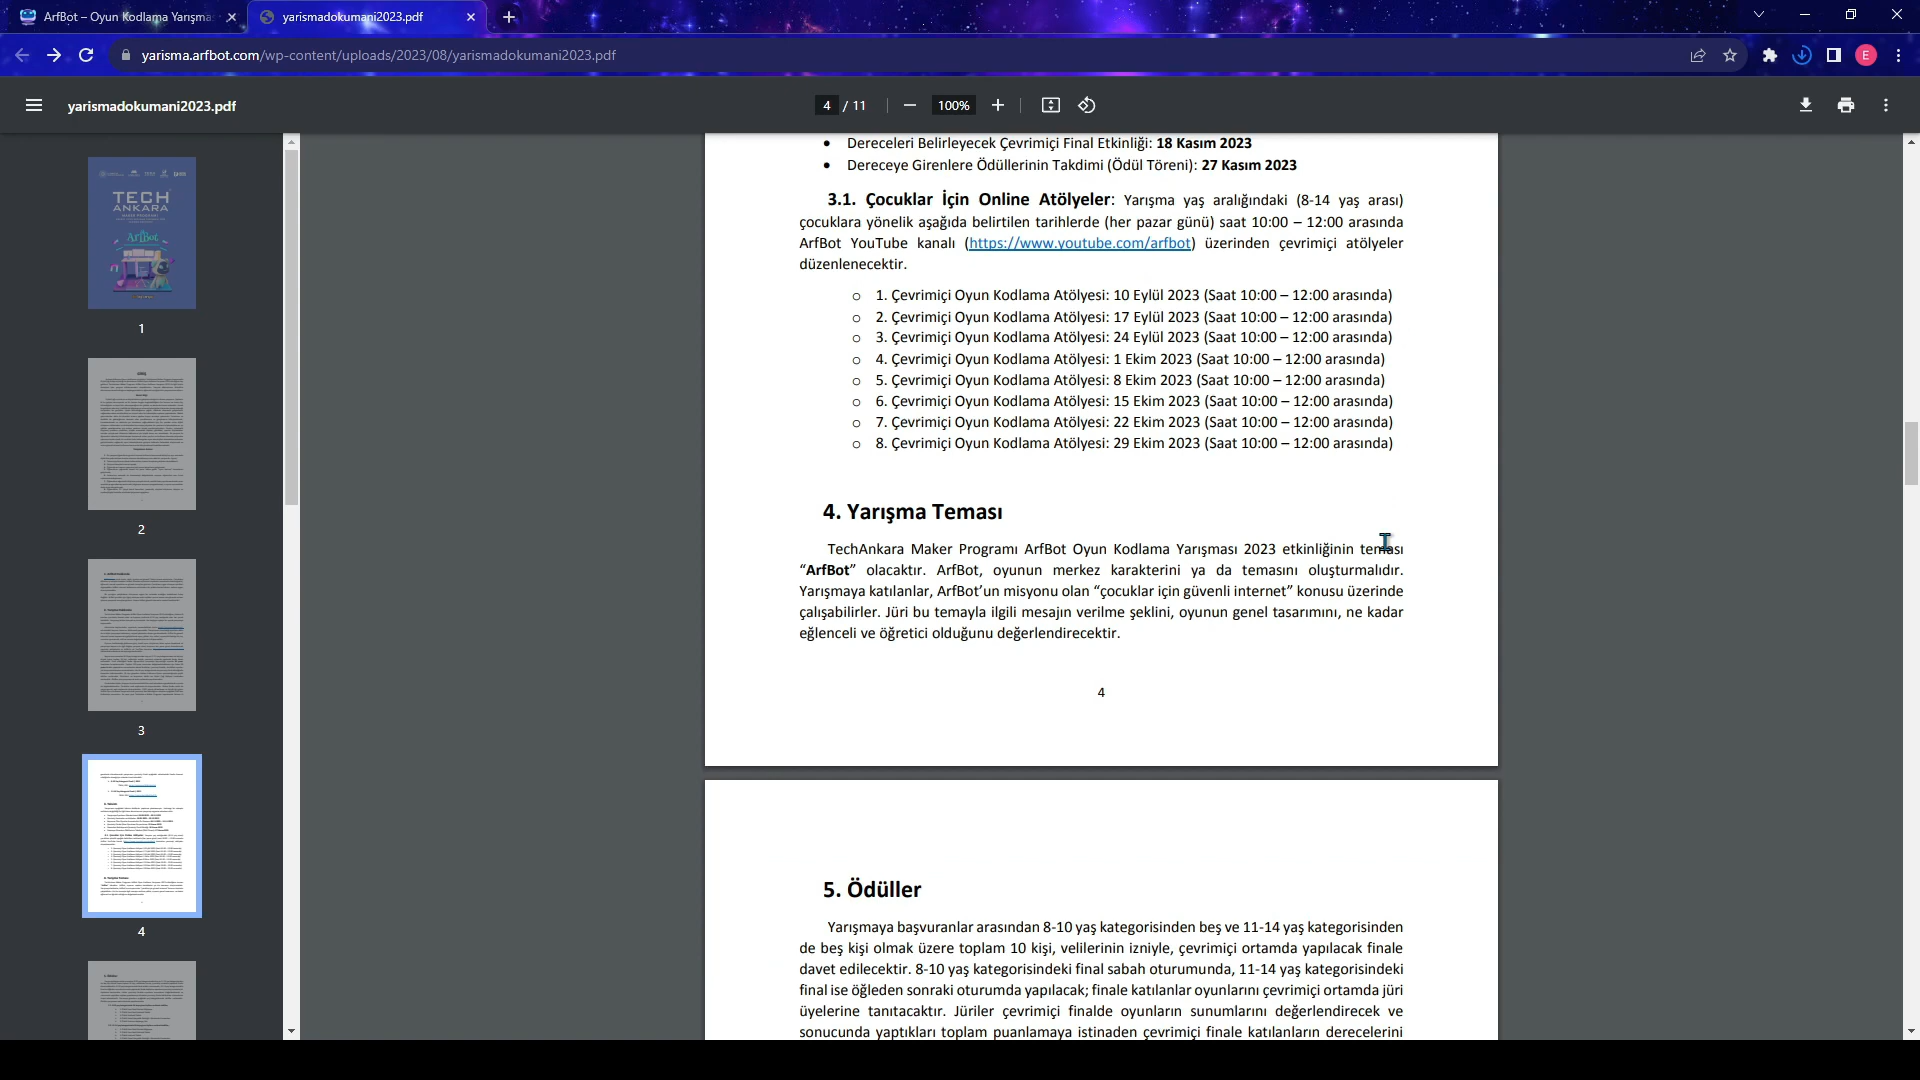 ArfBot – Oyun Kodlama Yarışma
yarismadokumani2023.pdf
yarisma.arfbot.com/wp-content/uploads/2023/08/yarismadokumani2023.pdf
E
yarismadokumani2023.pdf
4 / 11
100%
TECH
ANKARA
ArfBot
1
2
3
4
Dereceleri Belirleyecek Çevrimiçi Final Etkinliği: 18 Kasım 2023
Dereceye Girenlere Ödüllerinin Takdimi (Ödül Töreni): 27 Kasım 2023
3.1. Çocuklar İçin Online Atölyeler: Yarışma yaş aralığındaki (8-14 yaş arası)
çocuklara yönelik aşağıda belirtilen tarihlerde (her pazar günü) saat 10:00 – 12:00 arasında
ArfBot YouTube kanalı (https://www.youtube.com/arfbot) üzerinden çevrimiçi atölyeler
düzenlenecektir.
1. Çevrimiçi Oyun Kodlama Atölyesi: 10 Eylül 2023 (Saat 10:00 – 12:00 arasında)
2. Çevrimiçi Oyun Kodlama Atölyesi: 17 Eylül 2023 (Saat 10:00 – 12:00 arasında)
3. Çevrimiçi Oyun Kodlama Atölyesi: 24 Eylül 2023 (Saat 10:00 – 12:00 arasında)
4. Çevrimiçi Oyun Kodlama Atölyesi: 1 Ekim 2023 (Saat 10:00 – 12:00 arasında)
5. Çevrimiçi Oyun Kodlama Atölyesi: 8 Ekim 2023 (Saat 10:00 – 12:00 arasında)
6. Çevrimiçi Oyun Kodlama Atölyesi: 15 Ekim 2023 (Saat 10:00 – 12:00 arasında)
7. Çevrimiçi Oyun Kodlama Atölyesi: 22 Ekim 2023 (Saat 10:00 – 12:00 arasında)
8. Çevrimiçi Oyun Kodlama Atölyesi: 29 Ekim 2023 (Saat 10:00 – 12:00 arasında)
4. Yarışma Teması
TechAnkara Maker Programı ArfBot Oyun Kodlama Yarışması 2023 etkinliğinin teması
“ArfBot” olacaktır. ArfBot, oyunun merkez karakterini ya da temasını oluşturmalıdır.
Yarışmaya katılanlar, ArfBot’un misyonu olan “çocuklar için güvenli internet” konusu üzerinde
çalışabilirler. Jüri bu temayla ilgili mesajın verilme şeklini, oyunun genel tasarımını, ne kadar
eğlenceli ve öğretici olduğunu değerlendirecektir.
4
5. Ödüller
Yarışmaya başvuranlar arasından 8-10 yaş kategorisinden beş ve 11-14 yaş kategorisinden
de beş kişi olmak üzere toplam 10 kişi, velilerinin izniyle, çevrimiçi ortamda yapılacak finale
davet edilecektir. 8-10 yaş kategorisindeki final sabah oturumunda, 11-14 yaş kategorisindeki
final ise öğleden sonraki oturumda yapılacak; finale katılanlar oyunlarını çevrimiçi ortamda jüri
üyelerine tanıtacaktır. Jüriler çevrimiçi finalde oyunların sunumlarını değerlendirecek ve
sonucunda yaptıkları toplam puanlamaya istinaden çevrimiçi finale katılanların derecelerini